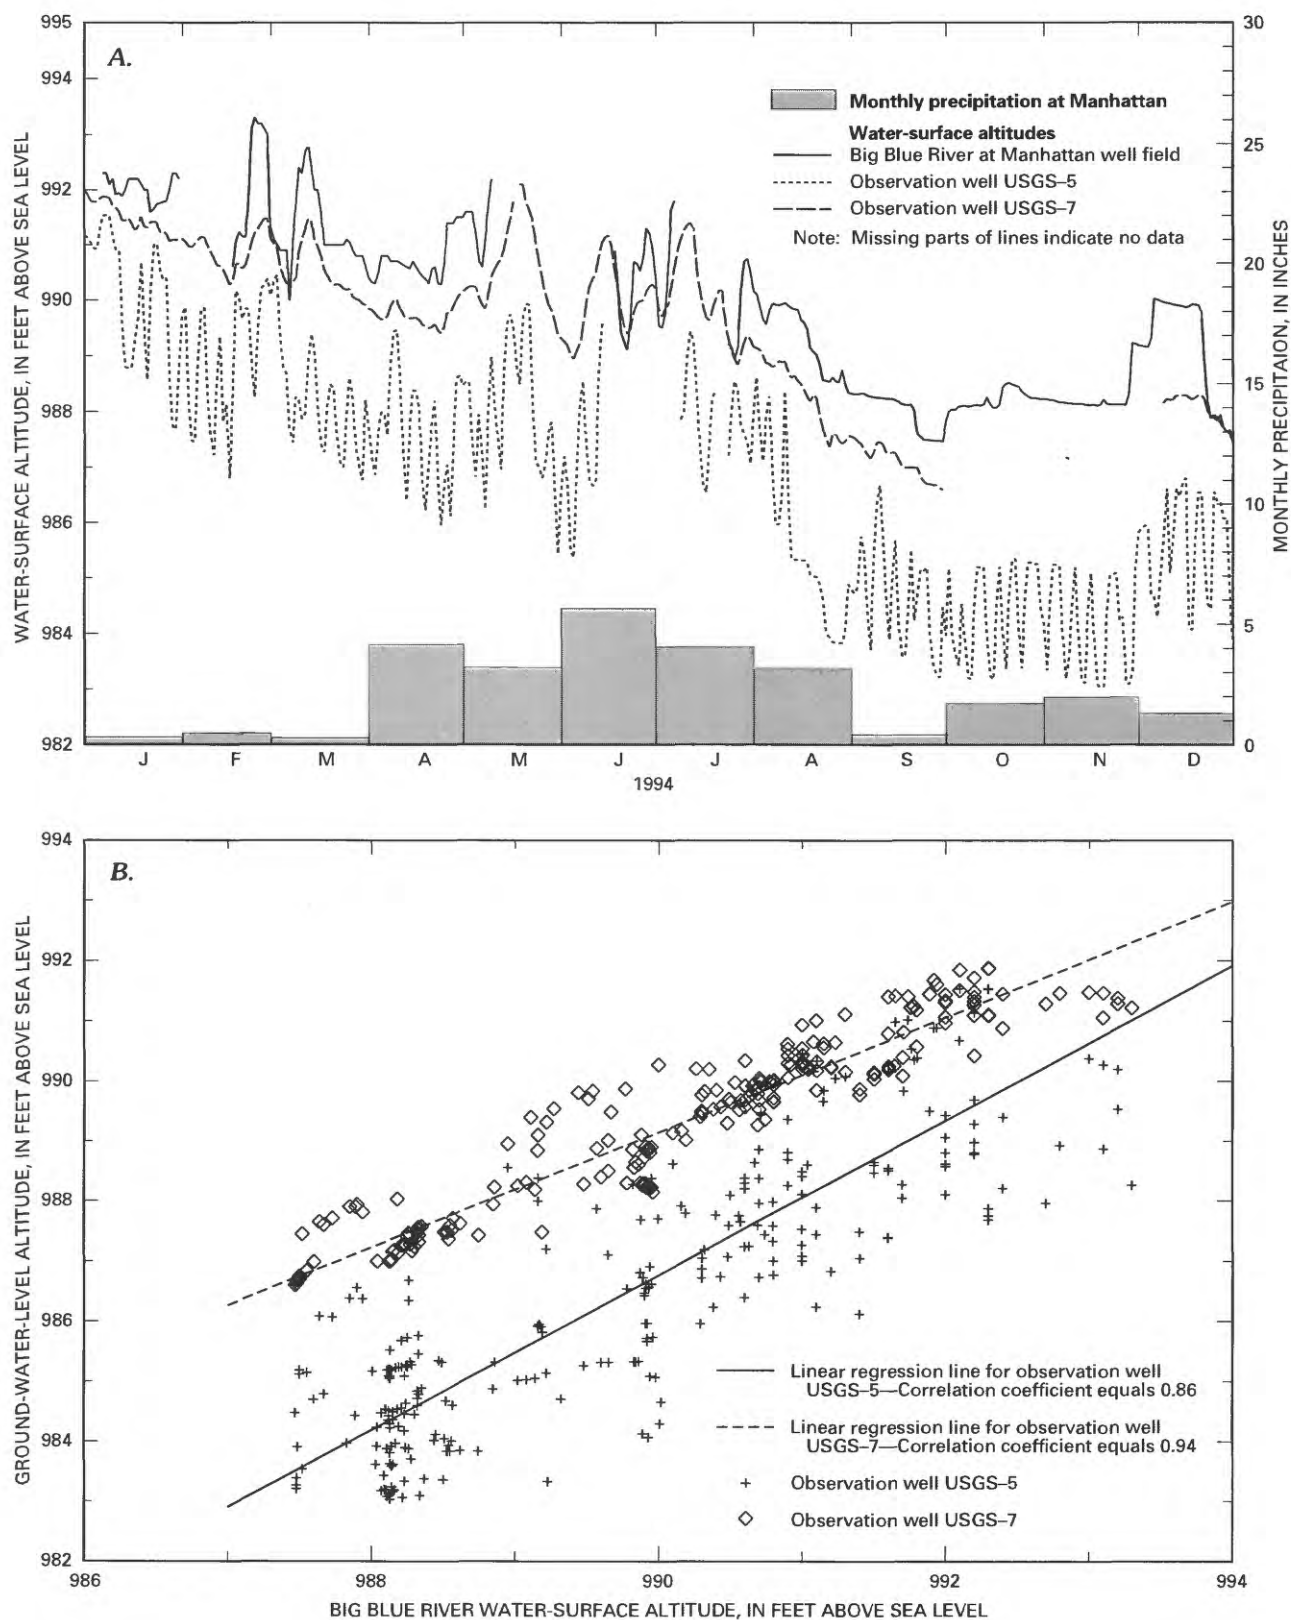 A.
WATER-SURFACE ALTITUDE, IN FEET ABOVE SEA LEVEL
995
994
992
990
988
986
984
982
Monthly precipitation at Manhattan
Water-surface altitudes
Big Blue River at Manhattan well field
Observation well USGS–5
Observation well USGS–7
Note: Missing parts of lines indicate no data
30
25
20
15
10
5
0
MONTHLY PRECIPITAION, IN INCHES
J F M A M J J A S O N D
1994
B.
GROUND-WATER-LEVEL ALTITUDE, IN FEET ABOVE SEA LEVEL
994
992
990
988
986
984
982
Linear regression line for observation well
USGS–5—Correlation coefficient equals 0.86
Linear regression line for observation well
USGS–7—Correlation coefficient equals 0.94
Observation well USGS–5
Observation well USGS–7
986 988 990 992 994
BIG BLUE RIVER WATER-SURFACE ALTITUDE, IN FEET ABOVE SEA LEVEL